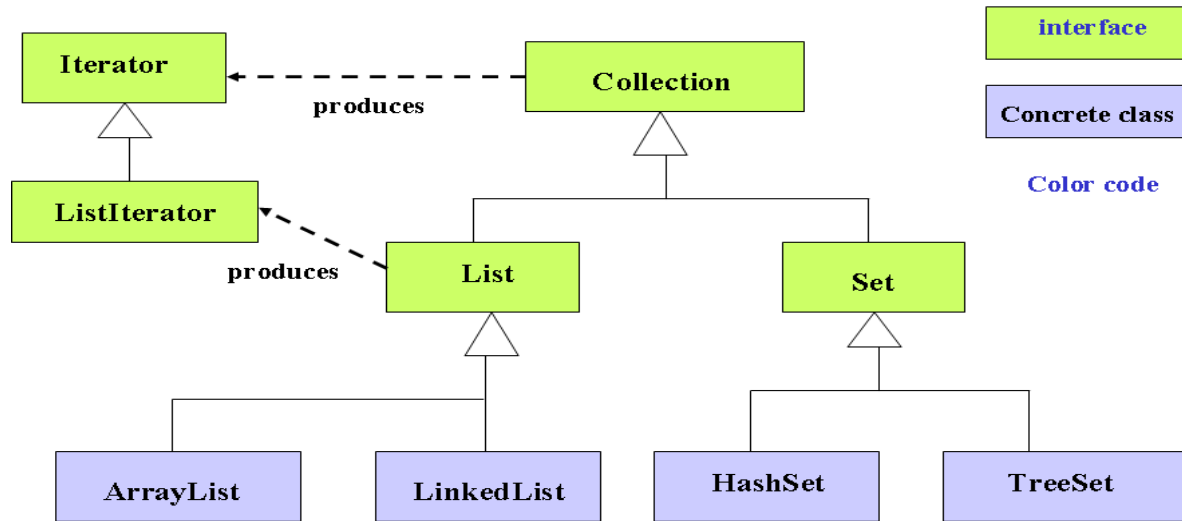 interface
Iterator
Collection
produces
Concrete class
Color code
ListIterator
produces
List
Set
ArrayList
LinkedList
HashSet
TreeSet